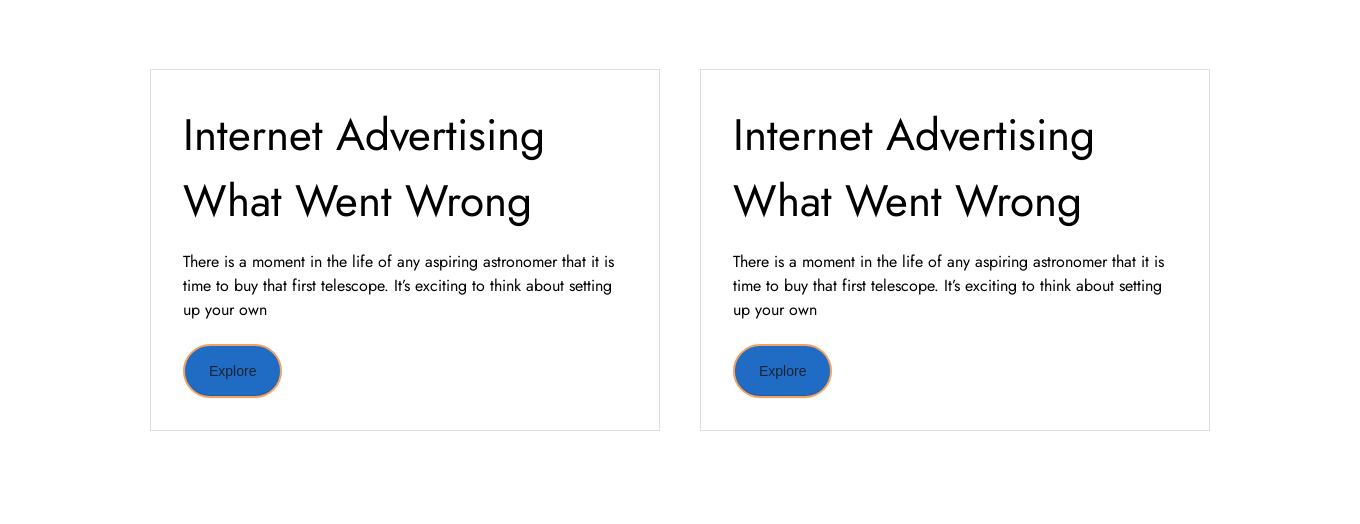 Internet Advertising
What Went Wrong
There is a moment in the life of any aspiring astronomer that it is
time to buy that first telescope. It’s exciting to think about setting
up your own
Explore
Internet Advertising
What Went Wrong
There is a moment in the life of any aspiring astronomer that it is
time to buy that first telescope. It’s exciting to think about setting
up your own
Explore